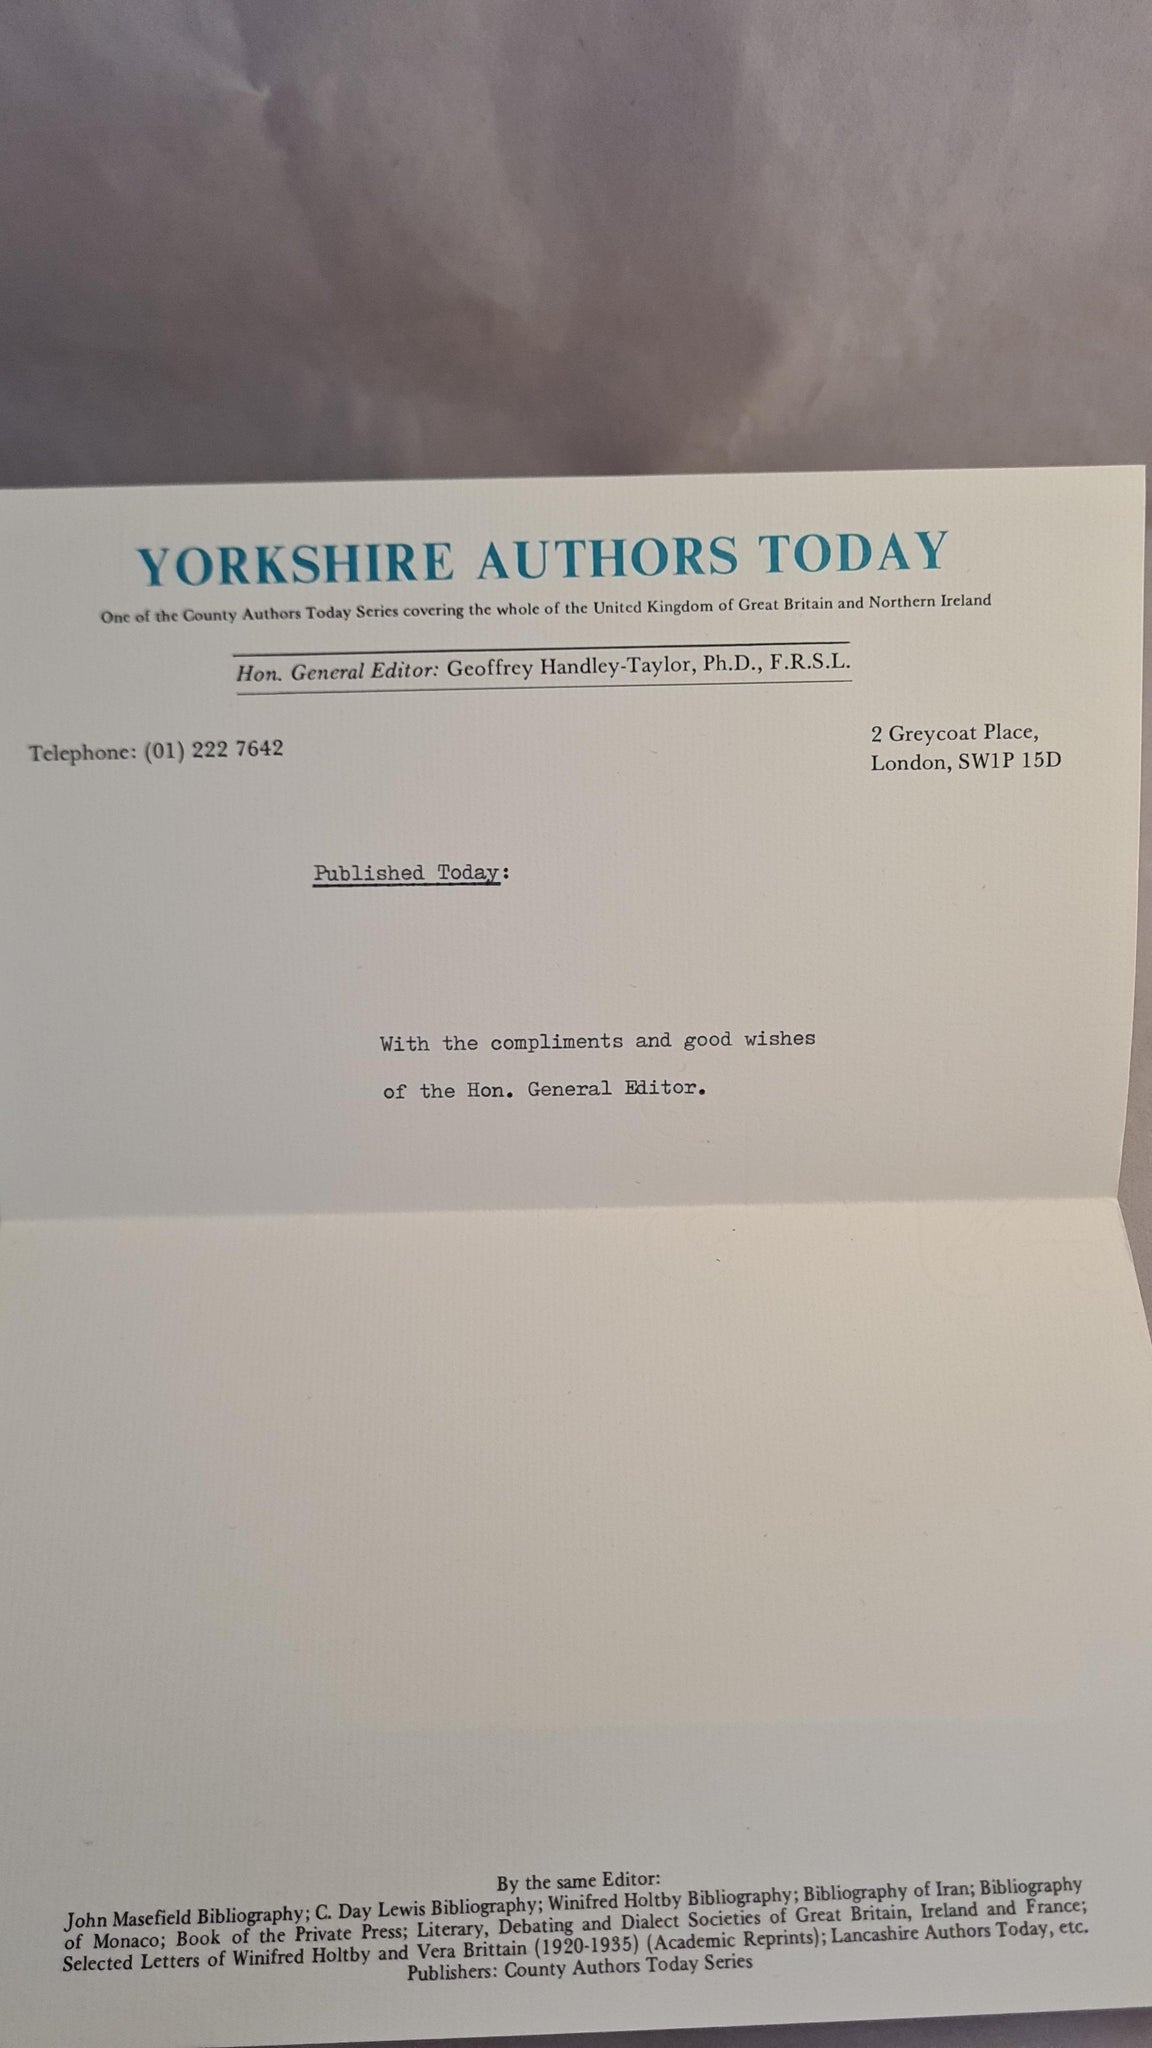 YORKSHIRE AUTHORS TODAY
One of the County Authors Today Series covering the whole of the United Kingdom of Great Britain and Northern Ireland
Hon. General Editor: Geoffrey Handley-Taylor, Ph.D., F.R.S.L.
Telephone: (01) 222 7642
2 Greycoat Place,
London, SW1P 15D
Published Today:
With the compliments and good wishes
of the Hon. General Editor.
By the same Editor:
John Masefield Bibliography; C. Day Lewis Bibliography; Winifred Holtby Bibliography; Bibliography of Iran; Bibliography
of Monaco; Book of the Private Press; Literary, Debating and Dialect Societies of Great Britain, Ireland and France;
Selected Letters of Winifred Holtby and Vera Brittain (1920-1935) (Academic Reprints); Lancashire Authors Today, etc.
Publishers: County Authors Today Series